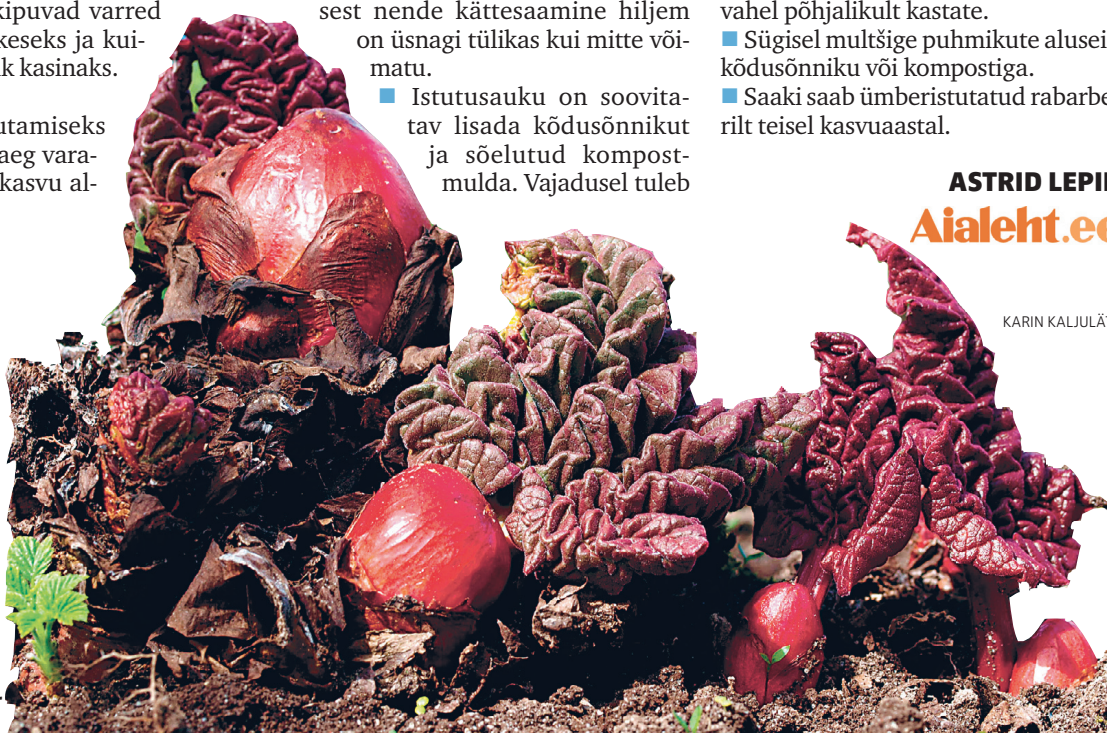 kipuvad varred
keseks ja kui-
k kasinaks.
utamiseks
aeg vara-
kasvu al-
sest nende kättesaamine hiljem
on üsnagi tülikas kui mitte või-
matu.
■ Istutusauku on soovita-
tav lisada kõdusõnnikut
ja sõelutud kompost-
mulda. Vajadusel tuleb
vahel põhjalikult kastate.
■ Sügisel multšige puhmikute alusei
kõdusõnniku või kompostiga.
■ Saaki saab ümberistutatud rabarbe
rilt teisel kasvuaastal.
ASTRID LEPI
Aialeht.ee
KARIN KALJULÄ